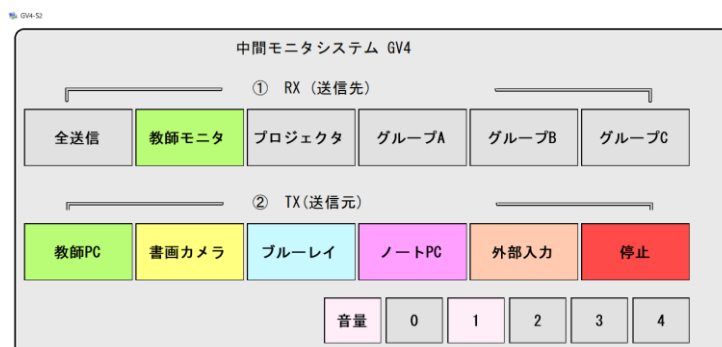 GV4-S2
中間モニタシステム GV4
① RX (送信先)
全送信 教師モニタ プロジェクタ グループA グループB グループC
② TX(送信元)
教師PC 書画カメラ ブルーレイ ノートPC 外部入力 停止
音量 0 1 2 3 4